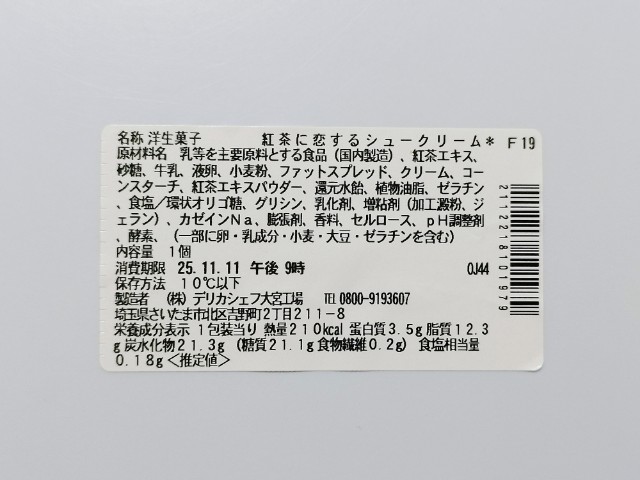 名称 洋生菓子 紅茶に恋するシュークリーム* F19
原材料名 乳等を主要原料とする食品(国内製造)、紅茶エキス、
砂糖、牛乳、液卵、小麦粉、ファットスプレッド、クリーム、コー
ンスターチ、紅茶エキスパウダー、還元水飴、植物油脂、ゼラチン
、食塩/環状オリゴ糖、グリシン、乳化剤、増粘剤(加工澱粉、ジェ
ラン)、カゼインNa、膨張剤、香料、セルロース、pH調整剤
、酵素、(一部に卵・乳成分・小麦・大豆・ゼラチンを含む)
内容量 1個
消費期限 25.11.11 午後 9時 OJ44
保存方法 10℃以下
製造者 (株) デリカシェフ大宮工場 TEL 0800-9193607
埼玉県さいたま市北区吉野町2丁目211-8
栄養成分表示 1包装当り 熱量210kcal 蛋白質3.5g 脂質12.3
g 炭水化物21.3g (糖質21.1g 食物繊維0.2g) 食塩相当量
0.18g<推定値>
2112218101979